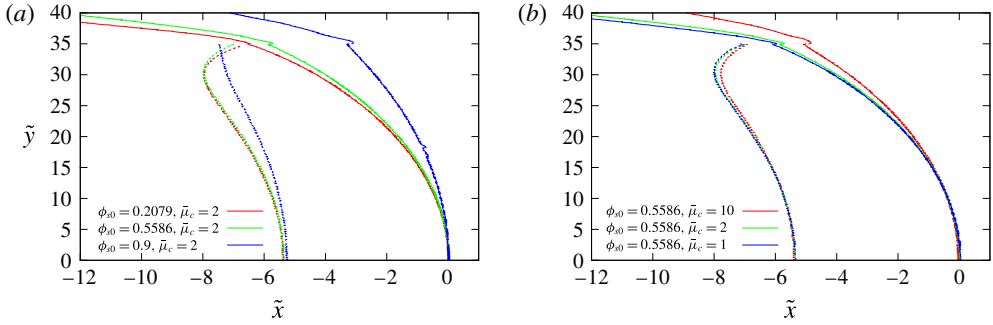 (a)
40
35
30
25
20
15
10
5
0
ỹ
ϕs0 = 0.2079, μ̄c = 2
ϕs0 = 0.5586, μ̄c = 2
ϕs0 = 0.9, μ̄c = 2
−12 −10 −8 −6 −4 −2 0
x̃
(b)
40
35
30
25
20
15
10
5
0
ϕs0 = 0.5586, μ̄c = 10
ϕs0 = 0.5586, μ̄c = 2
ϕs0 = 0.5586, μ̄c = 1
−12 −10 −8 −6 −4 −2 0
x̃